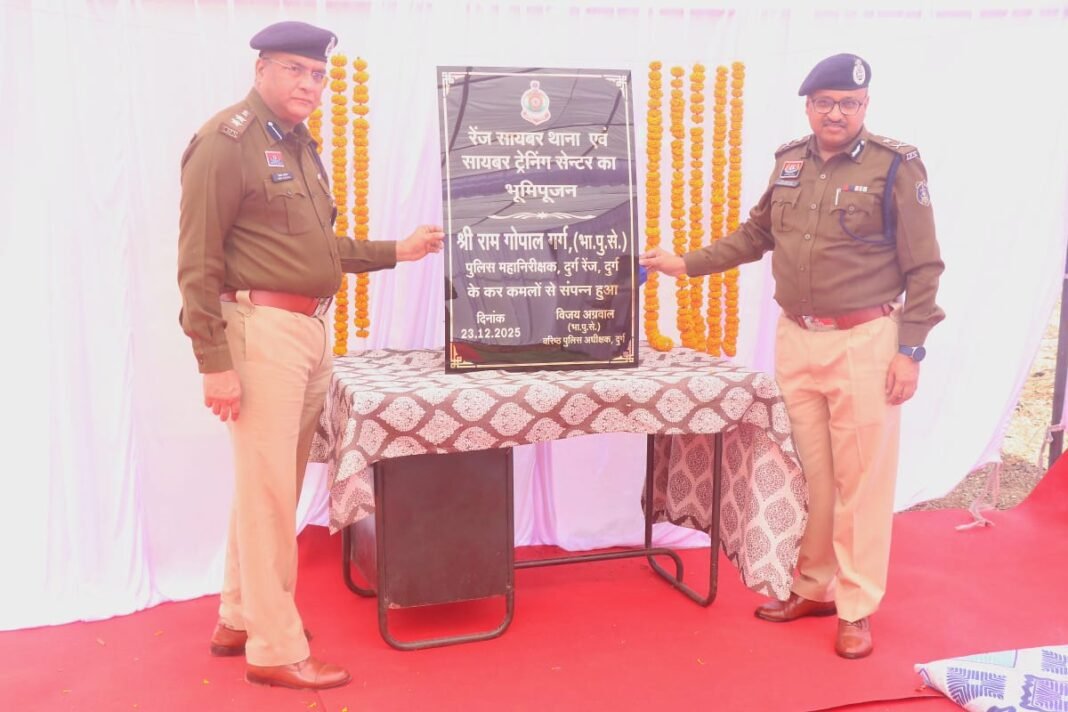 रेंज सायबर थाना एवं
सायबर ट्रेनिंग सेन्टर का
भूमिपूजन
श्री राम गोपाल गर्ग,(भा.पु.से.)
पुलिस महानिरीक्षक, दुर्ग रेंज, दुर्ग
के कर कमलों से संपन्न हुआ
दिनांक
23,12.2025
विजय अग्रवाल
(भा.पु.से.)
वरिष्ठ पुलिस अधीक्षक, दुर्ग